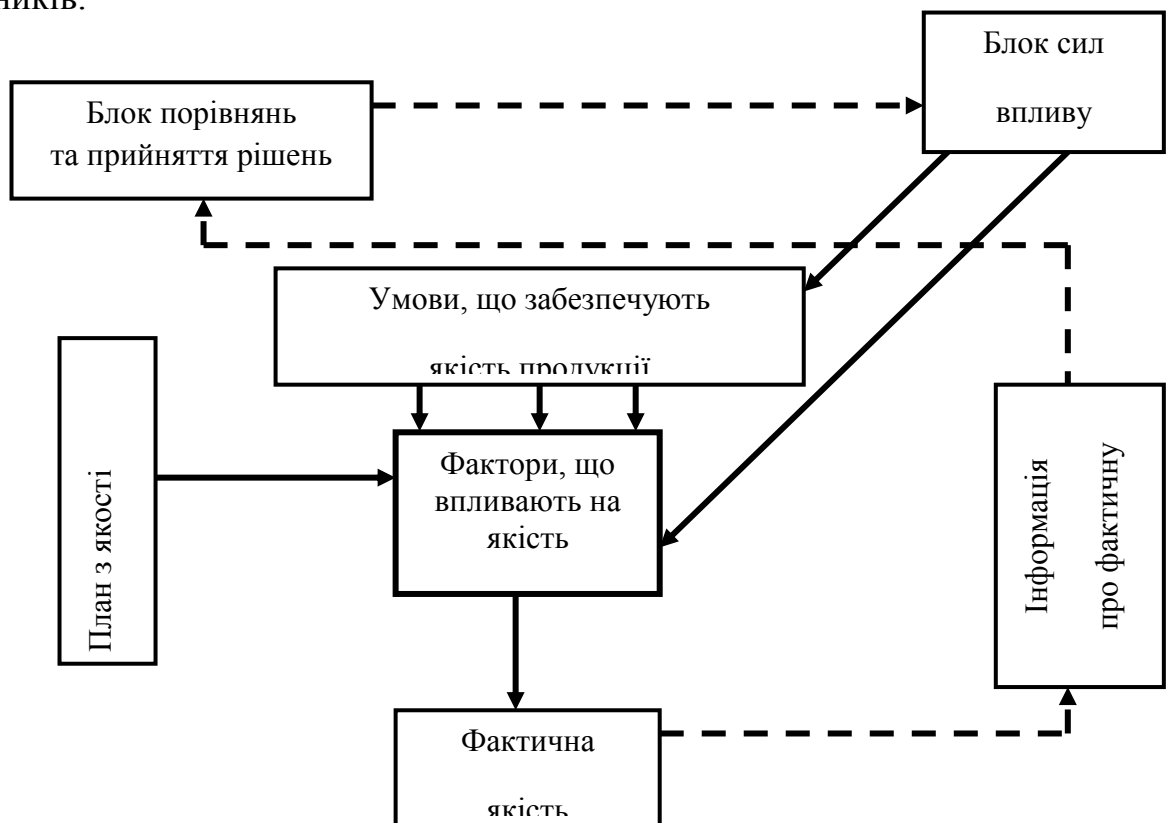 ників.
Блок сил
впливу
Блок порівнянь
та прийняття рішень
Умови, що забезпечують
якість продукції
План з якості
Фактори, що
впливають на
якість
Інформація
про фактичну
Фактична
якість